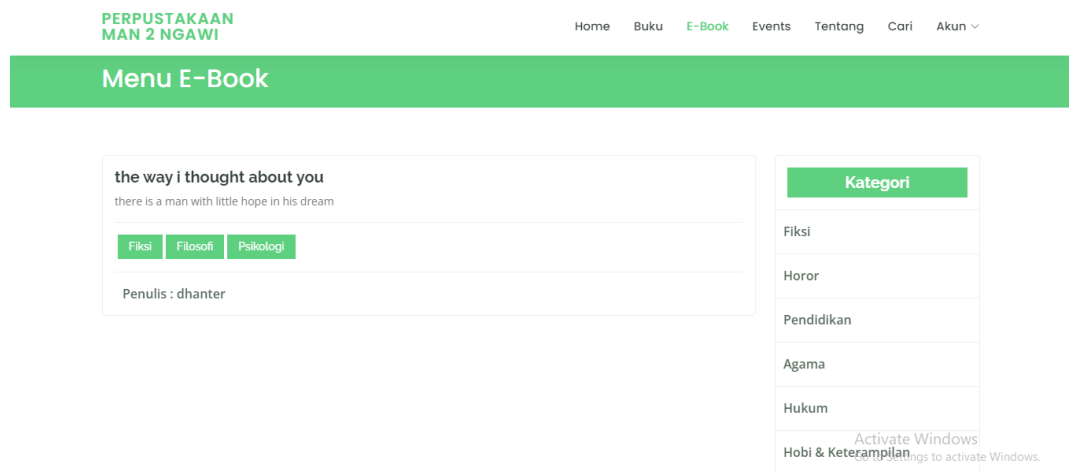 PERPUSTAKAAN
MAN 2 NGAWI
Home Buku E-Book Events Tentang Cari Akun
Menu E-Book
the way i thought about you
there is a man with little hope in his dream
Fiksi Filosofi Psikologi
Penulis : dhanter
Kategori
Fiksi
Horor
Pendidikan
Agama
Hukum
Hobi & Keterampilan
Activate Windows
Go to Settings to activate Windows.